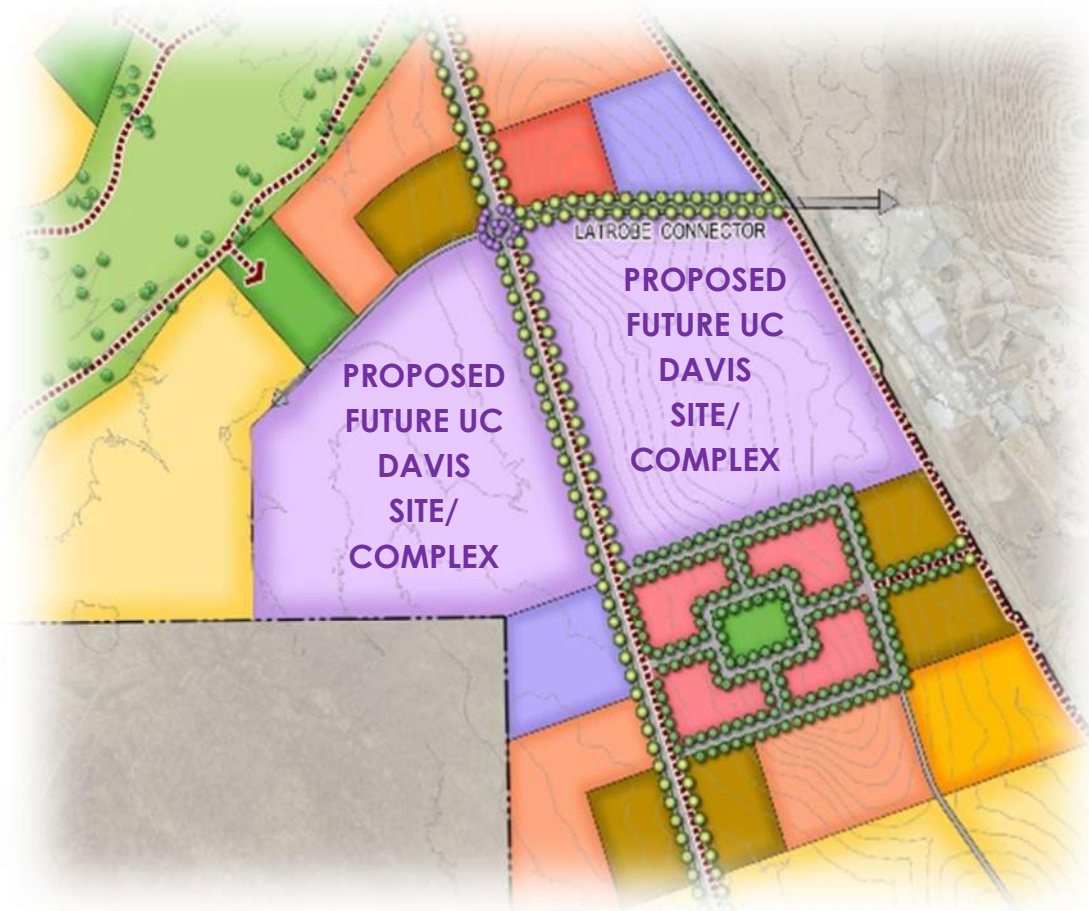 LATROBE CONNECTOR
PROPOSED
FUTURE UC
DAVIS
SITE/
COMPLEX
PROPOSED
FUTURE UC
DAVIS
SITE/
COMPLEX